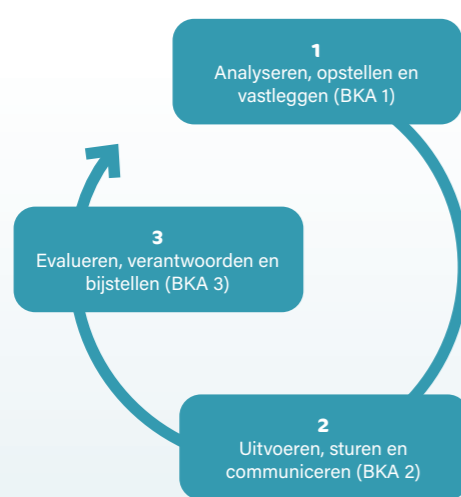 1
Analyseren, opstellen en
vastleggen (BKA 1)
3
Evalueren, verantwoorden en
bijstellen (BKA 3)
2
Uitvoeren, sturen en
communiceren (BKA 2)